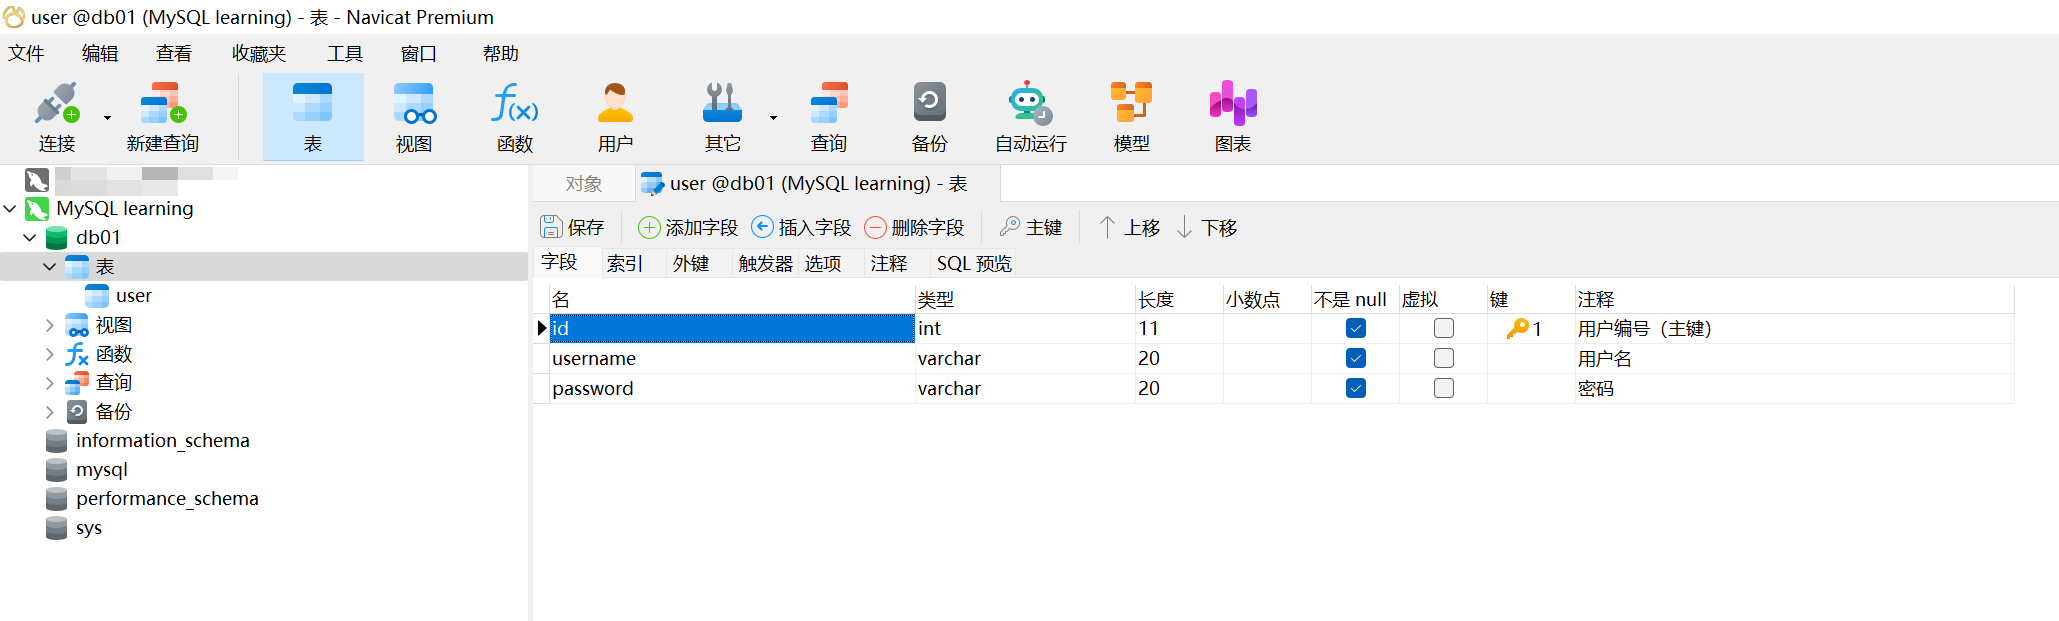 user @db01 (MySQL learning) - 表 - Navicat Premium
文件 编辑 查看 收藏夹 工具 窗口 帮助
连接 新建查询 表 视图 函数 用户 其它 查询 备份 自动运行 模型 图表
MySQL learning
db01
表
user
视图
函数
查询
备份
information_schema
mysql
performance_schema
sys
对象 user @db01 (MySQL learning) - 表
保存 添加字段 插入字段 删除字段 主键 上移 下移
字段 索引 外键 触发器 选项 注释 SQL 预览
名 类型 长度 小数点 不是 null 虚拟 键 注释
id int 11 1 用户编号（主键）
username varchar 20 用户名
password varchar 20 密码